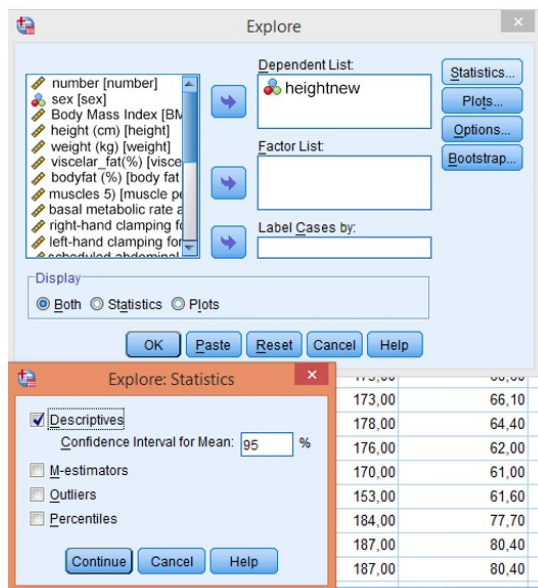 Explore
number [number]
sex [sex]
Body Mass Index [BM
height (cm) [height]
weight (kg) [weight]
viscelar_fat(%) [visce
bodyfat (%) [body fat
muscles 5) [muscle pe
basal metabolic rate a
right-hand clamping fo
left-hand clamping for
scheduled abdominal
Dependent List:
heightnew
Factor List:
Label Cases by:
Statistics...
Plots...
Options...
Bootstrap...
Display
Both Statistics Plots
OK Paste Reset Cancel Help
Explore: Statistics
Descriptives
Confidence Interval for Mean: 95 %
M-estimators
Outliers
Percentiles
Continue Cancel Help
173,00 66,10
178,00 64,40
176,00 62,00
170,00 61,00
153,00 61,60
184,00 77,70
187,00 80,40
187,00 80,40